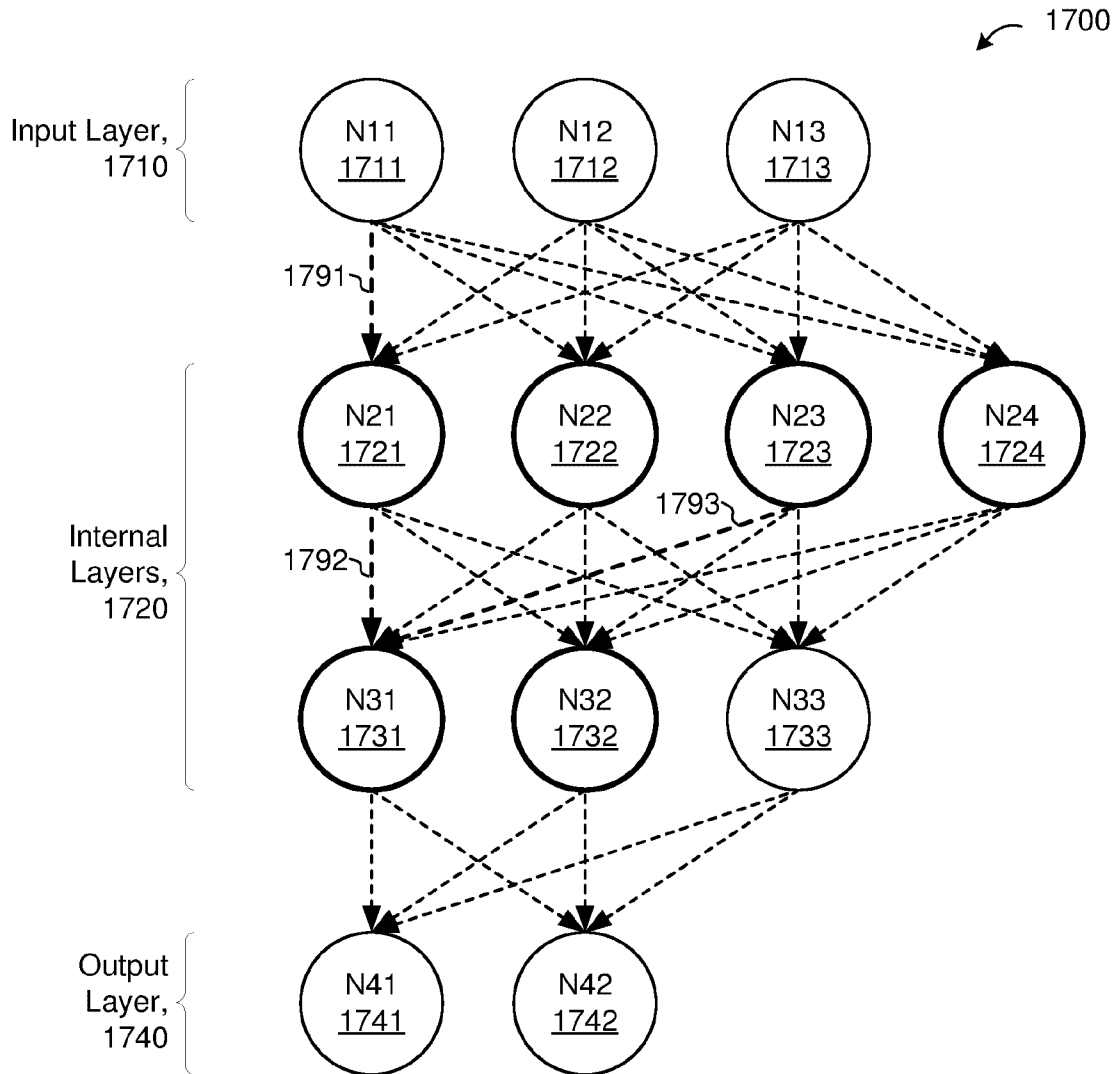 1700
Input Layer,
1710
N11
1711
N12
1712
N13
1713
1791
N21
1721
N22
1722
N23
1723
N24
1724
1793
Internal
Layers,
1720
1792
N31
1731
N32
1732
N33
1733
Output
Layer,
1740
N41
1741
N42
1742